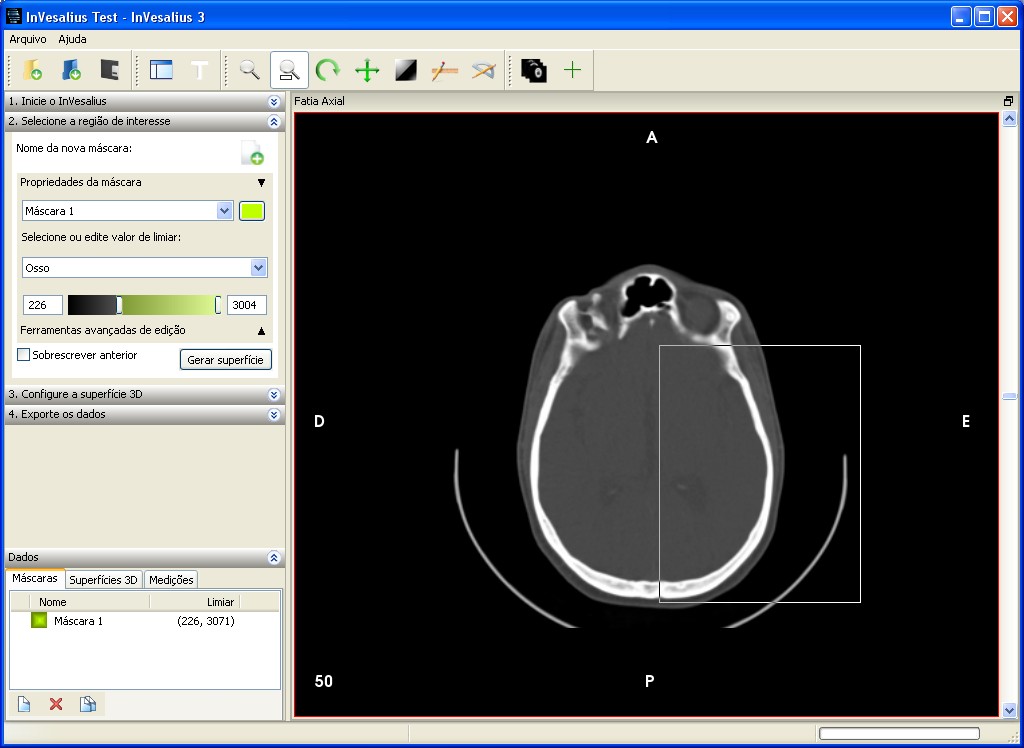 InVesalius Test - InVesalius 3
Arquivo Ajuda
1. Inicie o InVesalius
2. Selecione a região de interesse
Nome da nova máscara:
Propriedades da máscara
Máscara 1
Selecione ou edite valor de limiar:
Osso
226 3004
Ferramentas avançadas de edição
Sobrescrever anterior
Gerar superfície
3. Configure a superfície 3D
4. Exporte os dados
Dados
Máscaras Superfícies 3D Medições
Nome Limiar
Máscara 1 (226, 3071)
Fatia Axial
A
D E
50 P